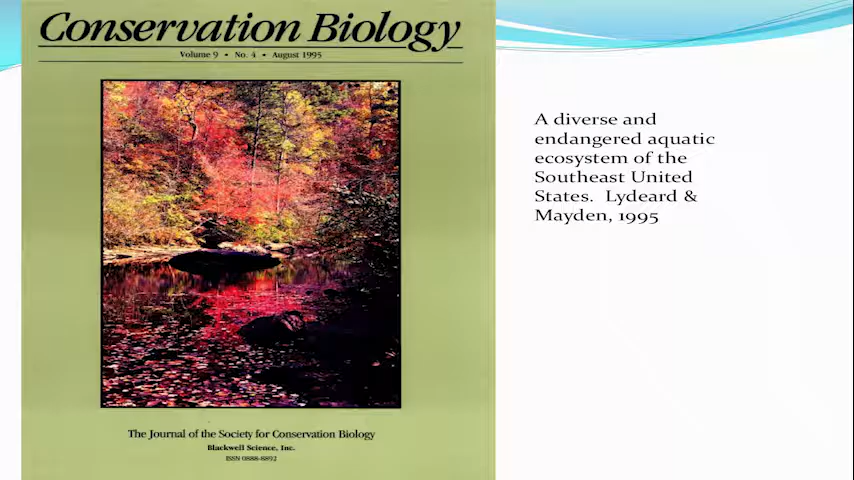 Conservation Biology
Volume 9 • No. 4 • August 1995
The Journal of the Society for Conservation Biology
Blackwell Science, Inc.
ISSN 0888-8892
A diverse and
endangered aquatic
ecosystem of the
Southeast United
States. Lydeard &
Mayden, 1995